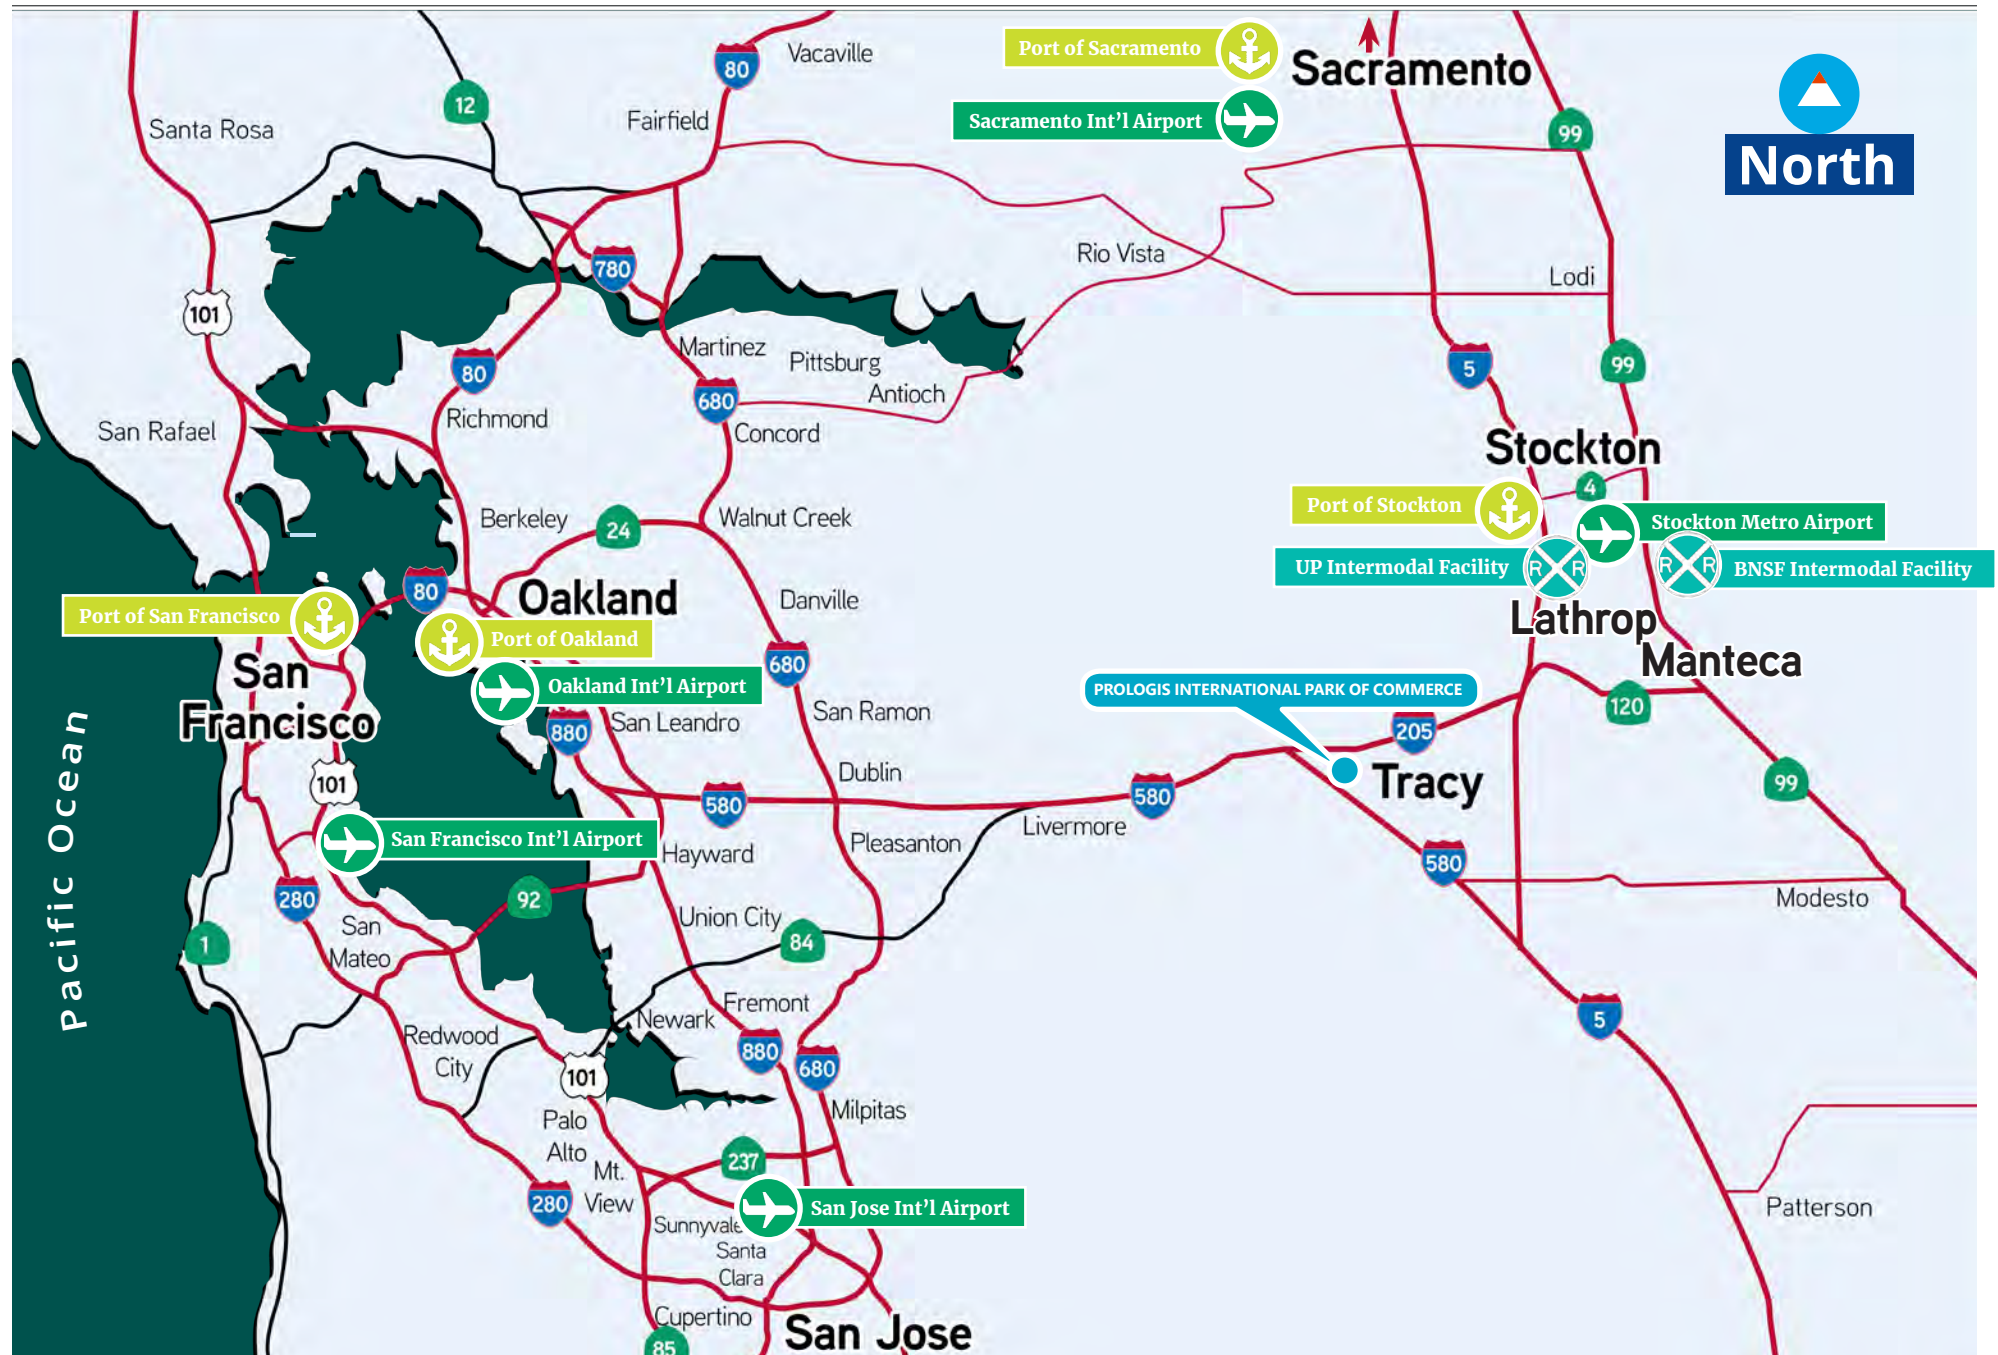 Port of Sacramento
Sacramento
80
Vacaville
12
Fairfield
Santa Rosa
Sacramento Int'l Airport
99
North
780
Rio Vista
Lodi
101
Martinez
Pittsburg
Antioch
80
680
5
99
Richmond
San Rafael
Concord
Stockton
4
Berkeley
24
Walnut Creek
Port of Stockton
Stockton Metro Airport
UP Intermodal Facility
R R
R R
BNSF Intermodal Facility
80
Oakland
Danville
Port of San Francisco
Port of Oakland
Lathrop
Manteca
680
San
Francisco
Oakland Int'l Airport
PROLOGIS INTERNATIONAL PARK OF COMMERCE
120
880
San Leandro
San Ramon
205
Pacific Ocean
101
Dublin
Tracy
99
580
580
Livermore
San Francisco Int'l Airport
Hayward
Pleasanton
580
280
92
Modesto
1
San
Mateo
Union City
84
Fremont
Newark
5
Redwood
City
880
680
101
Milpitas
Palo
Alto
237
Mt.
View
280
Sunnyvale
San Jose Int'l Airport
Patterson
Santa
Clara
Cupertino
85
San Jose